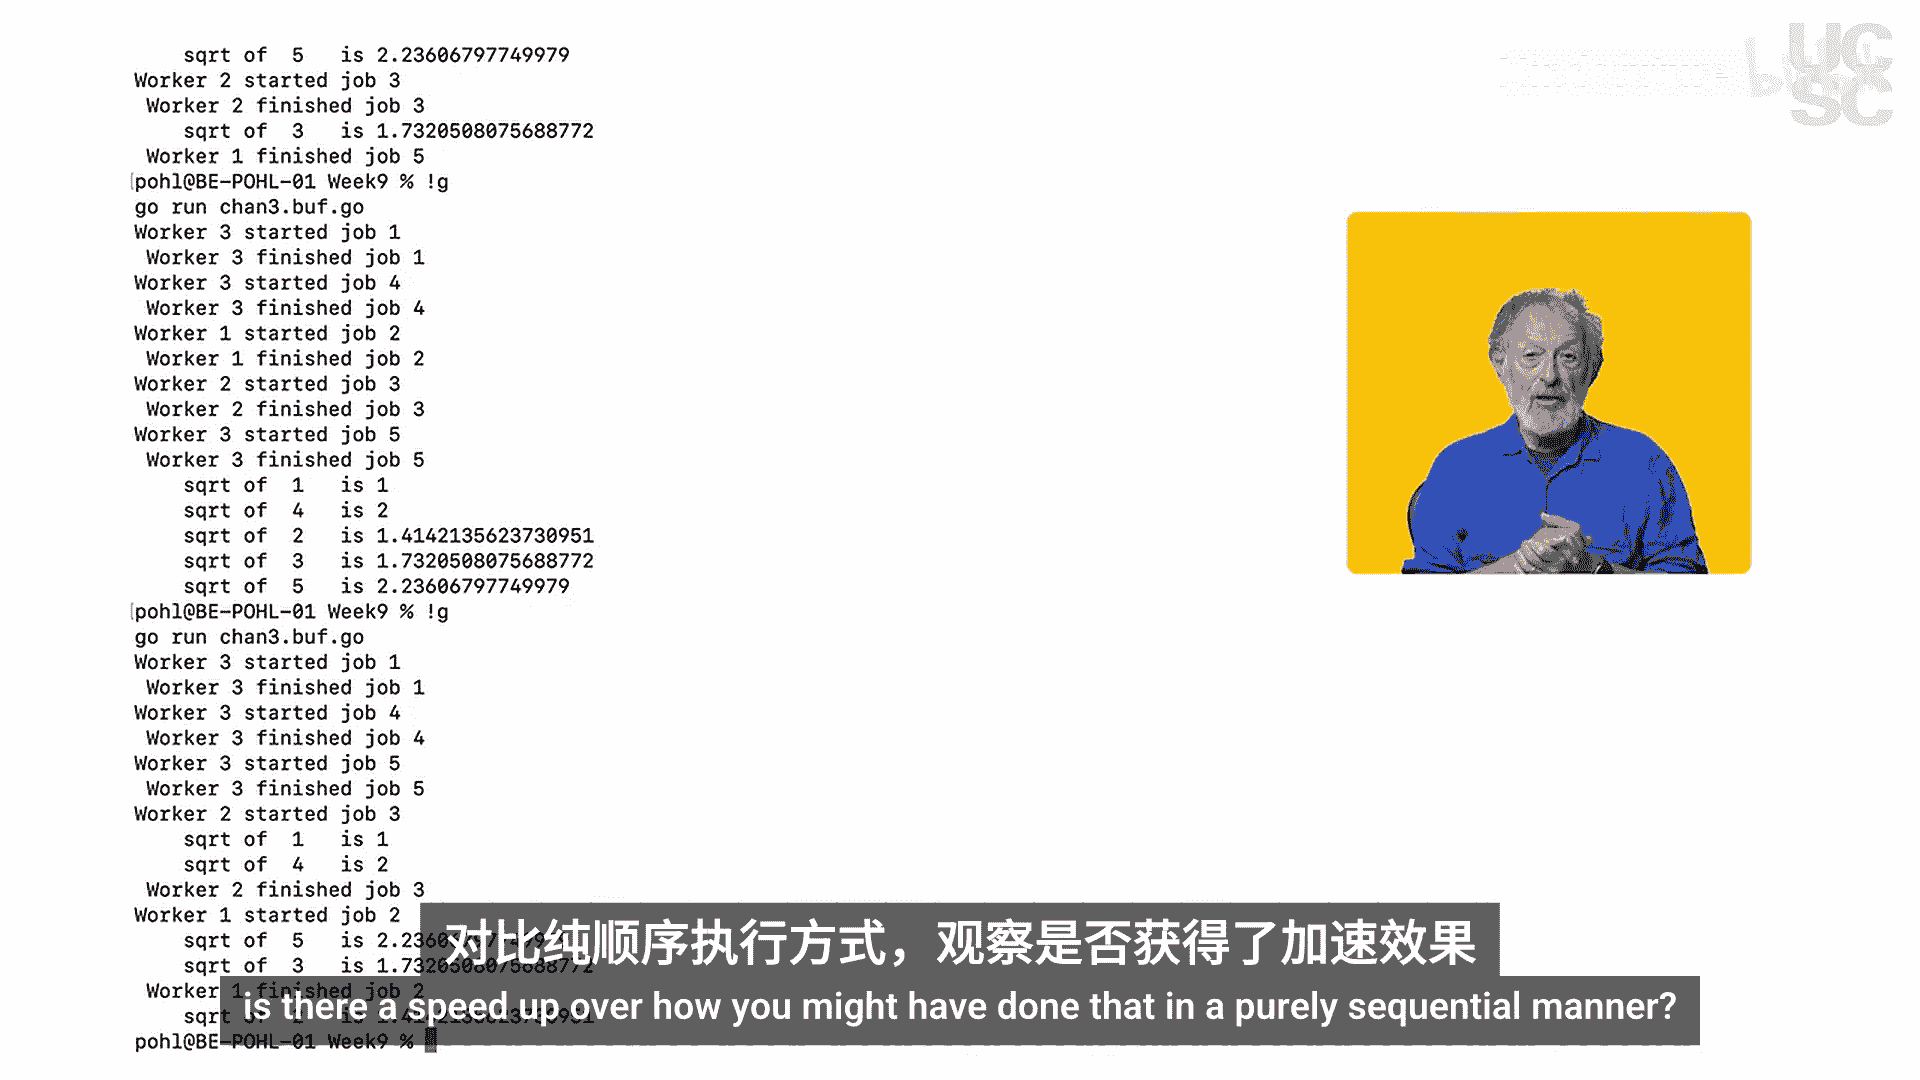 sqrt of 5 is 2.23606797749979
Worker 2 started job 3
Worker 2 finished job 3
sqrt of 3 is 1.7320508075688772
Worker 1 finished job 5
pohl@BE-POHL-01 Week9 % !g
go run chan3.buf.go
Worker 3 started job 1
Worker 3 finished job 1
Worker 3 started job 4
Worker 3 finished job 4
Worker 1 started job 2
Worker 1 finished job 2
Worker 2 started job 3
Worker 2 finished job 3
Worker 3 started job 5
Worker 3 finished job 5
sqrt of 1 is 1
sqrt of 4 is 2
sqrt of 2 is 1.4142135623730951
sqrt of 3 is 1.7320508075688772
sqrt of 5 is 2.23606797749979
pohl@BE-POHL-01 Week9 % !g
go run chan3.buf.go
Worker 3 started job 1
Worker 3 finished job 1
Worker 3 started job 4
Worker 3 finished job 4
Worker 3 started job 5
Worker 3 finished job 5
Worker 2 started job 3
sqrt of 1 is 1
sqrt of 4 is 2
Worker 2 finished job 3
Worker 1 started job 2
sqrt of 5 is
sqrt of 3 is 1.7320508075688772
Worker 1 finished job 2
pohl@BE-POHL-01 Week9 %
UC
SC
对比纯顺序执行方式，观察是否获得了加速效果
is there a speed up over how you might have done that in a purely sequential manner?